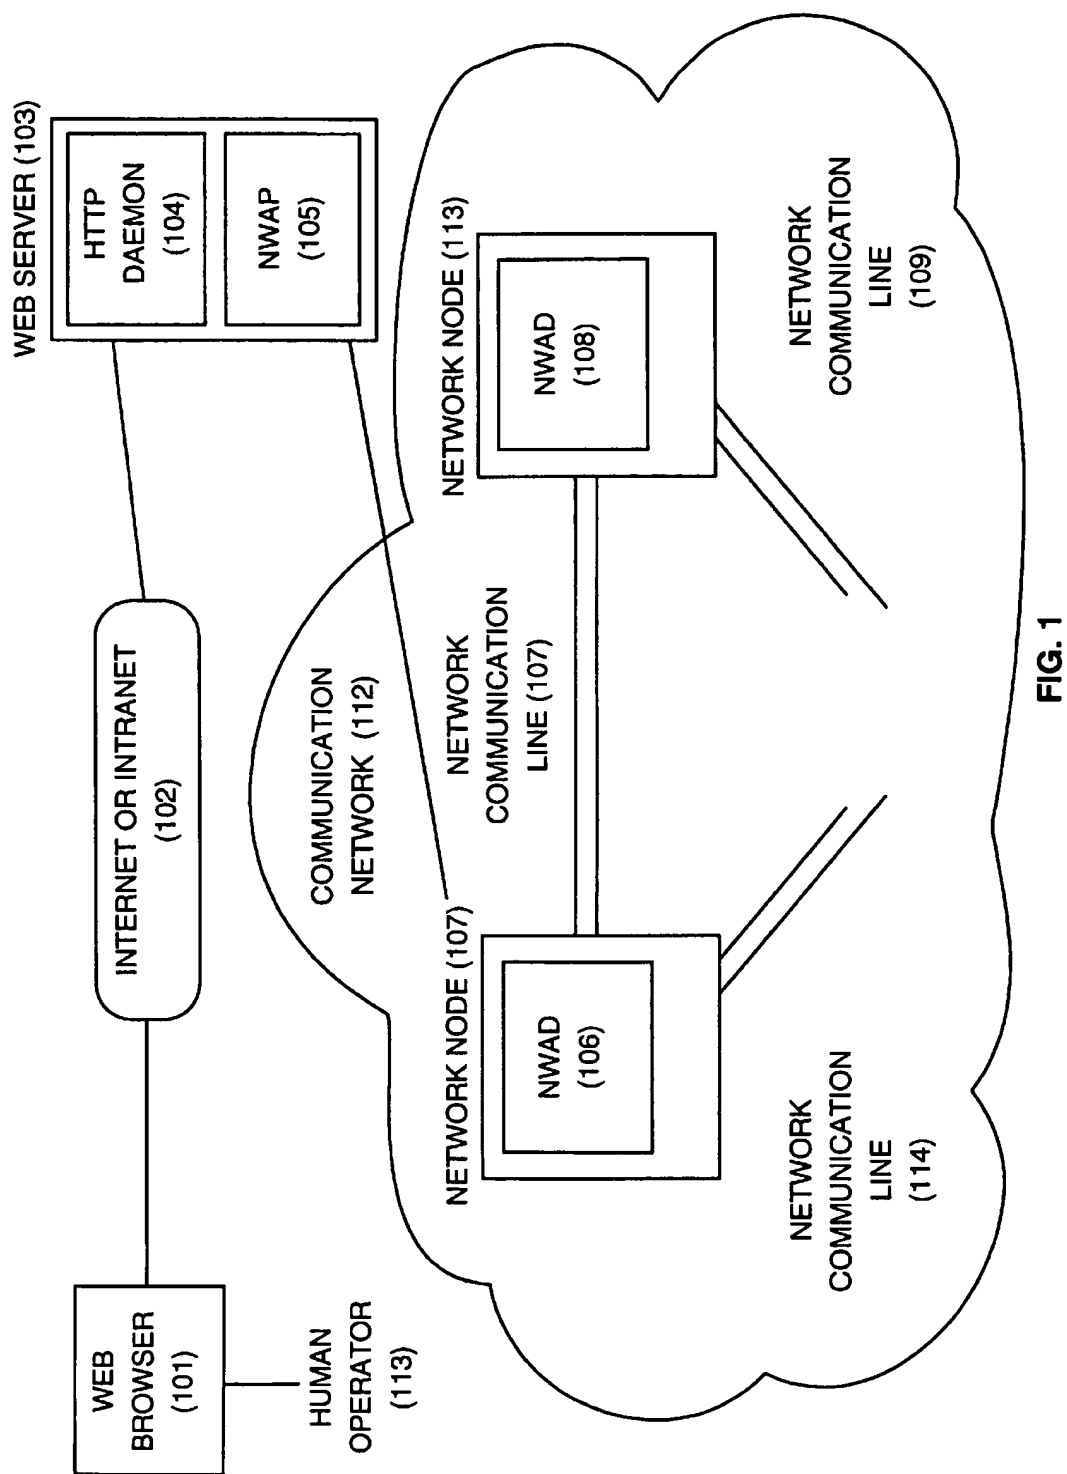 WEB
BROWSER
(101)
HUMAN
OPERATOR
(113)
INTERNET OR INTRANET
(102)
WEB SERVER (103)
HTTP
DAEMON
(104)
NWAP
(105)
COMMUNICATION
NETWORK (112)
NETWORK NODE (107)
NWAD
(106)
NETWORK
COMMUNICATION
LINE (107)
NETWORK NODE (113)
NWAD
(108)
NETWORK
COMMUNICATION
LINE
(114)
NETWORK
COMMUNICATION
LINE
(109)
FIG. 1